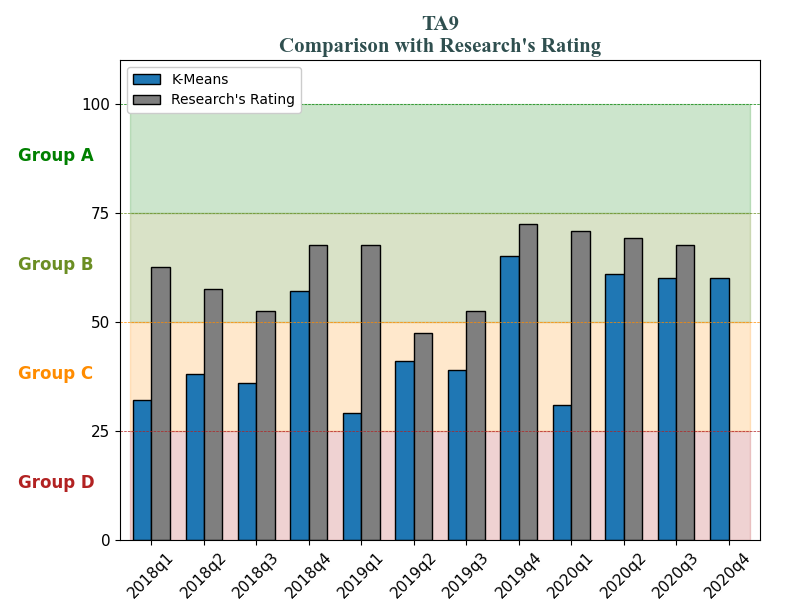 TA9
Comparison with Research's Rating
K-Means
Research's Rating
100
Group A
75
Group B
50
Group C
25
Group D
0
2018q1 2018q2 2018q3 2018q4 2019q1 2019q2 2019q3 2019q4 2020q1 2020q2 2020q3 2020q4